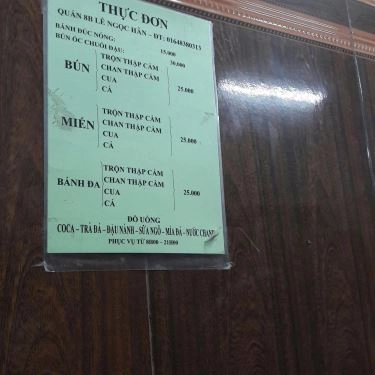 THỰC ĐƠN
QUÁN 8B LÊ NGỌC HÂN – ĐT: 01648380313
BÁNH ĐÚC NÓNG: 15.000
BÚN ỐC CHUỐI ĐẬU: 30.000
BÚN
TRỘN THẬP CẨM
CHAN THẬP CẨM
CUA
CÁ
25.000
MIẾN
TRỘN THẬP CẨM
CHAN THẬP CẨM
CUA
CÁ
25.000
BÁNH ĐA
TRỘN THẬP CẨM
CHAN THẬP CẨM
CUA
CÁ
25.000
ĐỒ UỐNG
COCA – TRÀ ĐÁ – ĐẬU NÀNH – SỮA NGÔ – MÍA ĐÁ – NƯỚC CHANH
PHỤC VỤ TỪ 8H00 – 21H00